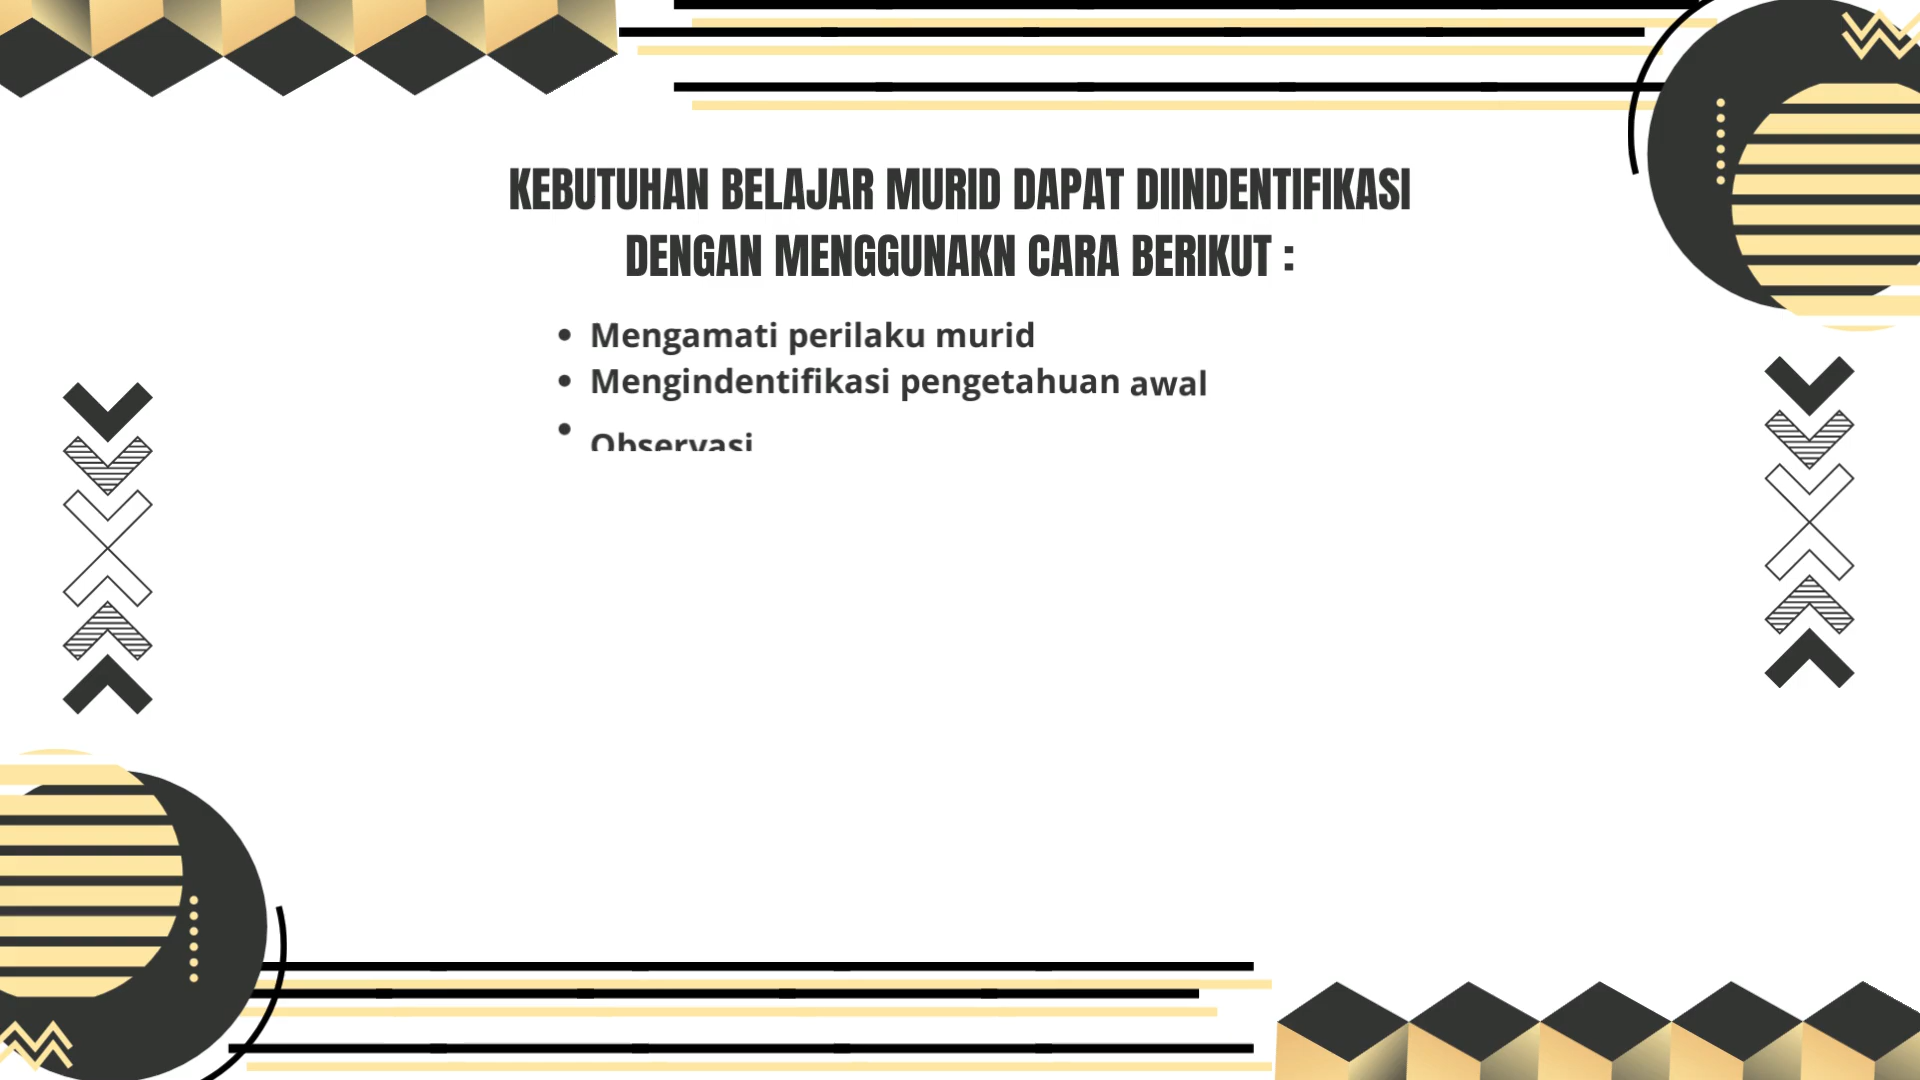 KEBUTUHAN BELAJAR MURID DAPAT DIINDENTIFIKASI
DENGAN MENGGUNAKN CARA BERIKUT :
• Mengamati perilaku murid
• Mengindentifikasi pengetahuan awal
• Observasi